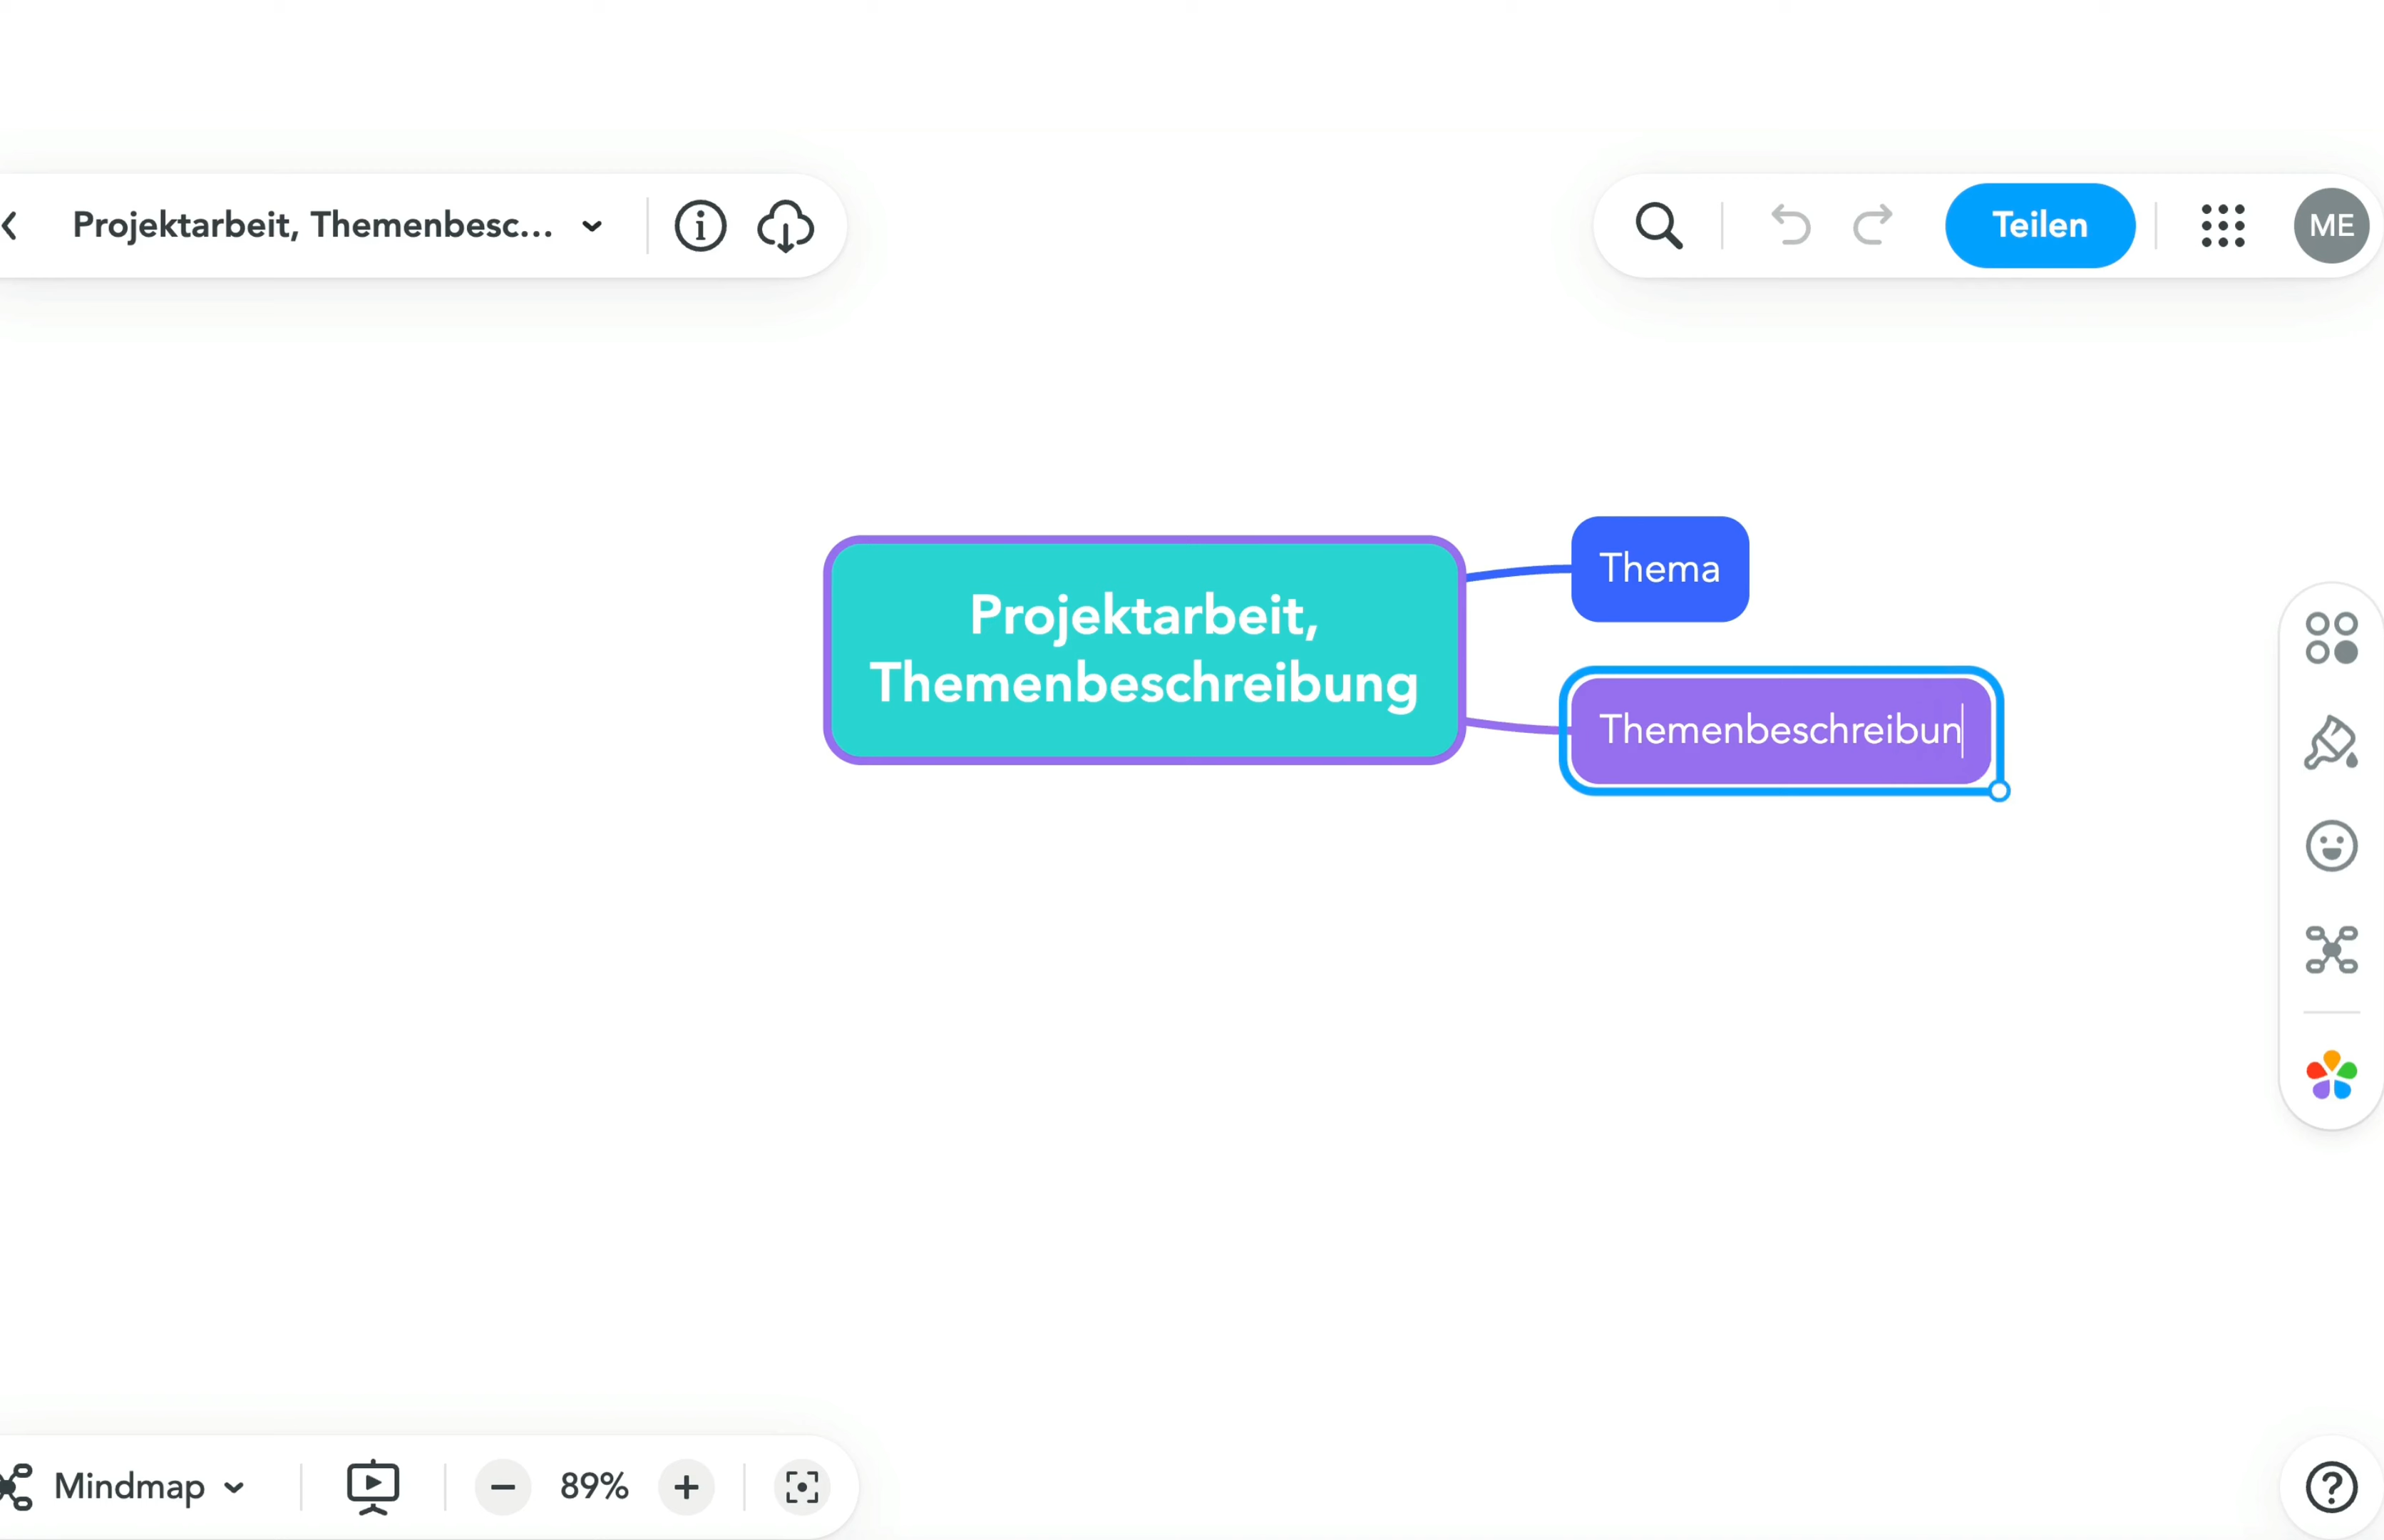 Projektarbeit, Themenbesc...
Teilen
ME
Projektarbeit,
Themenbeschreibung
Thema
Themenbeschreibun
Mindmap
89%